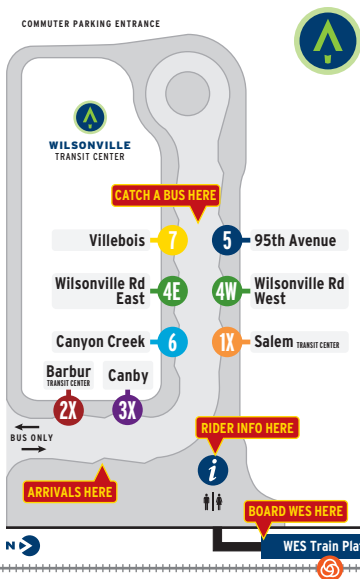 COMMUTER PARKING ENTRANCE
WILSONVILLE
TRANSIT CENTER
CATCH A BUS HERE
Villebois 7
5 95th Avenue
Wilsonville Rd
East
4E
4W
Wilsonville Rd
West
Canyon Creek 6
1X Salem TRANSIT CENTER
Barbur
TRANSIT CENTER
2X
Canby
3X
BUS ONLY
RIDER INFO HERE
i
ARRIVALS HERE
BOARD WES HERE
N
WES Train